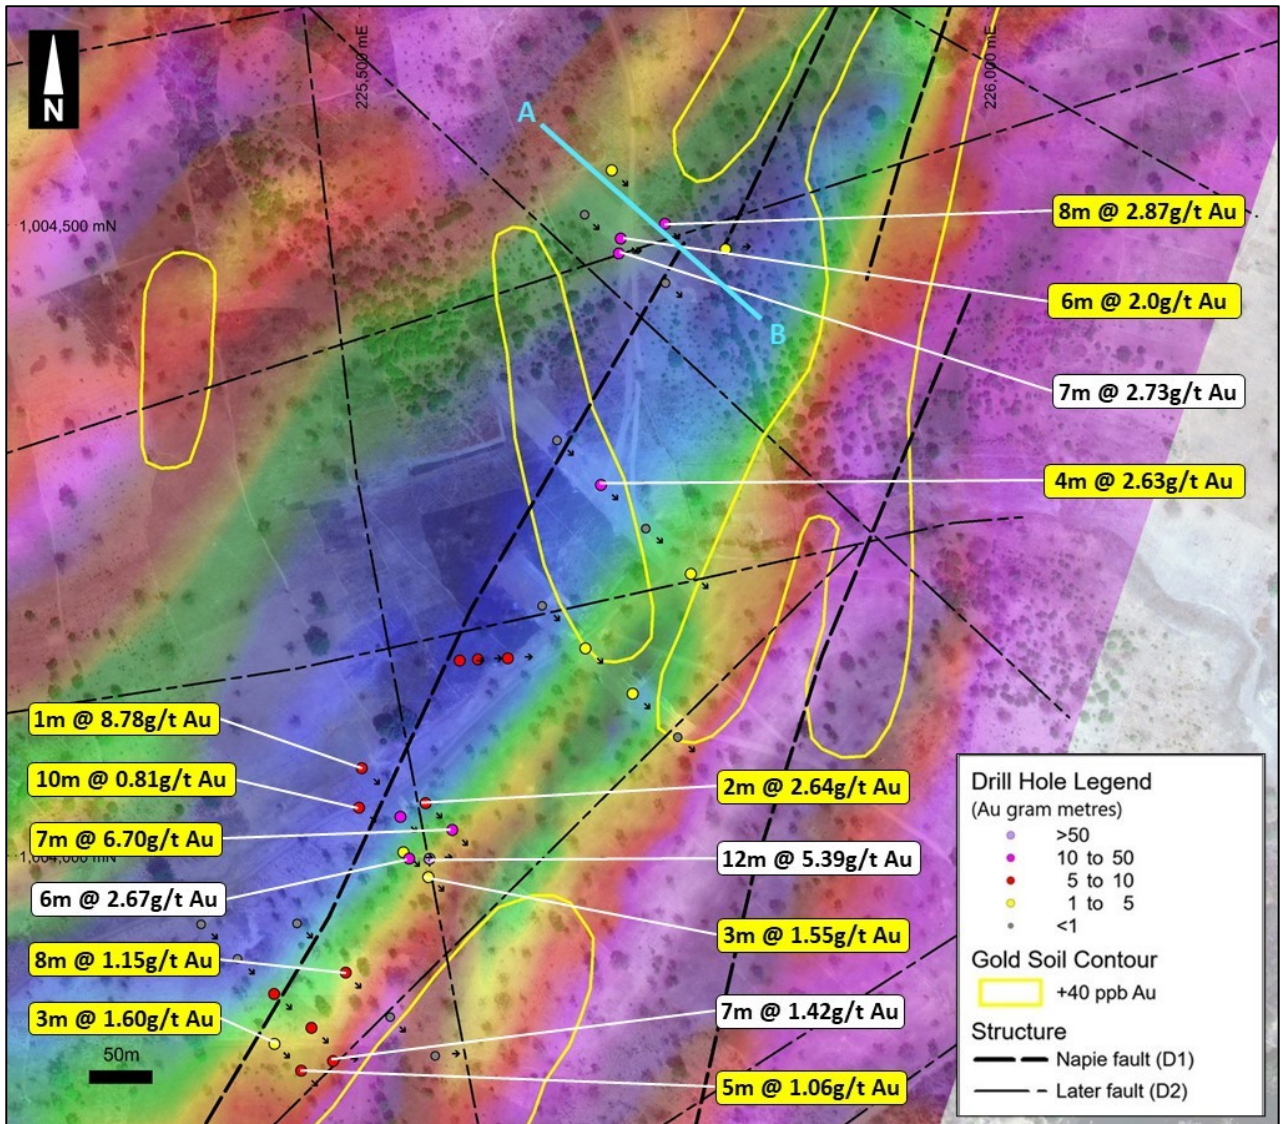 N
225,500 mE
226,000 mE
A
8m @ 2.87g/t Au
1,004,500 mN
6m @ 2.0g/t Au
B
7m @ 2.73g/t Au
4m @ 2.63g/t Au
1m @ 8.78g/t Au
10m @ 0.81g/t Au
2m @ 2.64g/t Au
7m @ 6.70g/t Au
1,004,000 mN
12m @ 5.39g/t Au
6m @ 2.67g/t Au
3m @ 1.55g/t Au
8m @ 1.15g/t Au
7m @ 1.42g/t Au
3m @ 1.60g/t Au
50m
5m @ 1.06g/t Au
Drill Hole Legend
(Au gram metres)
>50
10 to 50
5 to 10
1 to 5
<1
Gold Soil Contour
+40 ppb Au
Structure
Napie fault (D1)
Later fault (D2)